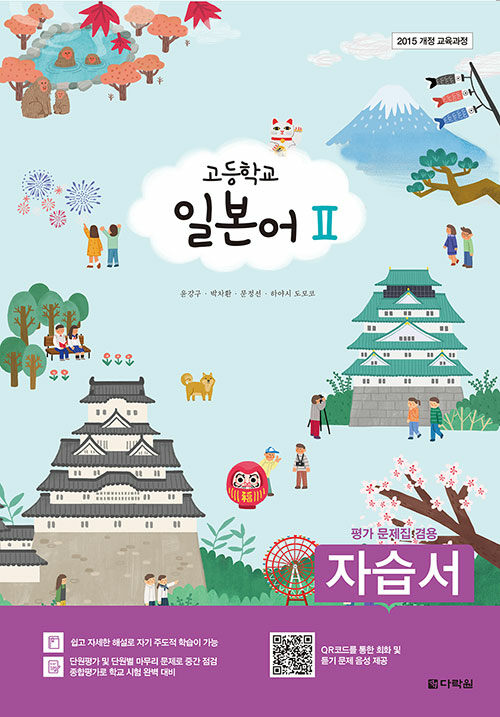 2015 개정 교육과정
고등학교
일본어 II
윤강구 · 박차환 · 문정선 · 하야시 도모코
福
평가 문제집 겸용
자습서
쉽고 자세한 해설로 자기 주도적 학습이 가능
단원평가 및 단원별 마무리 문제로 중간 점검
종합평가로 학교 시험 완벽 대비
QR코드를 통한 회화 및
듣기 문제 음성 제공
다락원